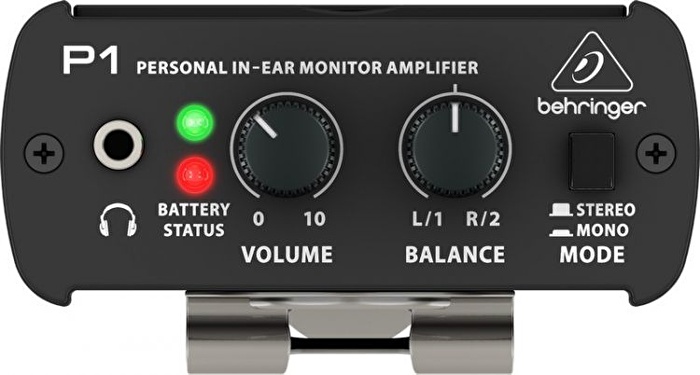 P1 PERSONAL IN-EAR MONITOR AMPLIFIER
behringer
BATTERY
STATUS
0 10
VOLUME
L/1 R/2
BALANCE
STEREO
MONO
MODE